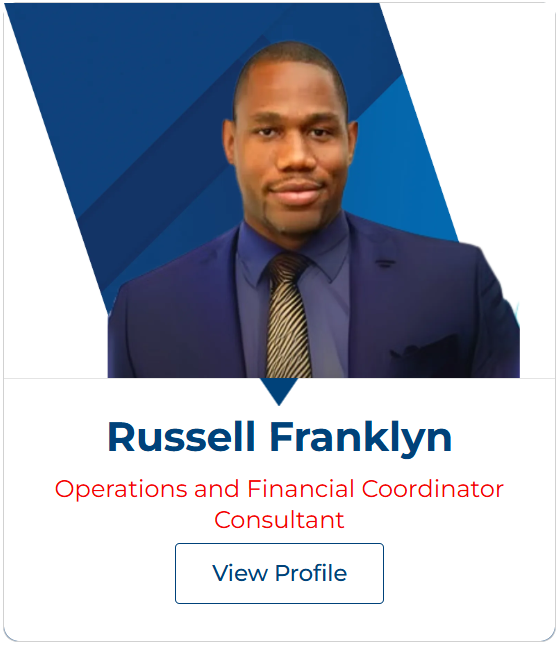 Russell Franklyn
Operations and Financial Coordinator
Consultant
View Profile